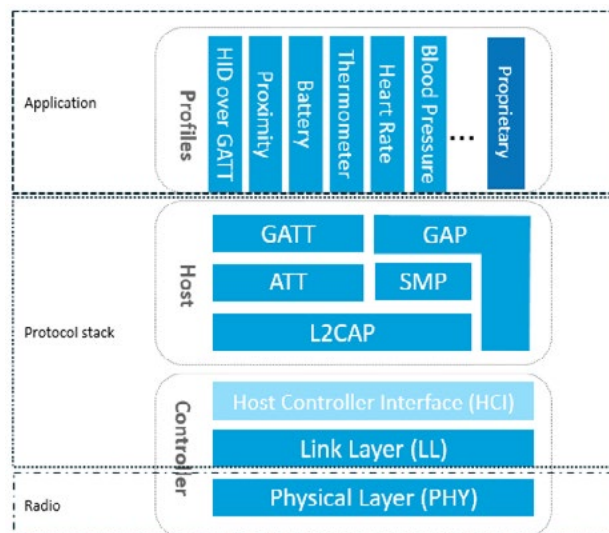 Application
Profiles
HID over GATT
Proximity
Battery
Thermometer
Heart Rate
Blood Pressure
...
Proprietary
Protocol stack
Host
GATT
GAP
ATT
SMP
L2CAP
Controller
Host Controller Interface (HCI)
Link Layer (LL)
Radio
Physical Layer (PHY)